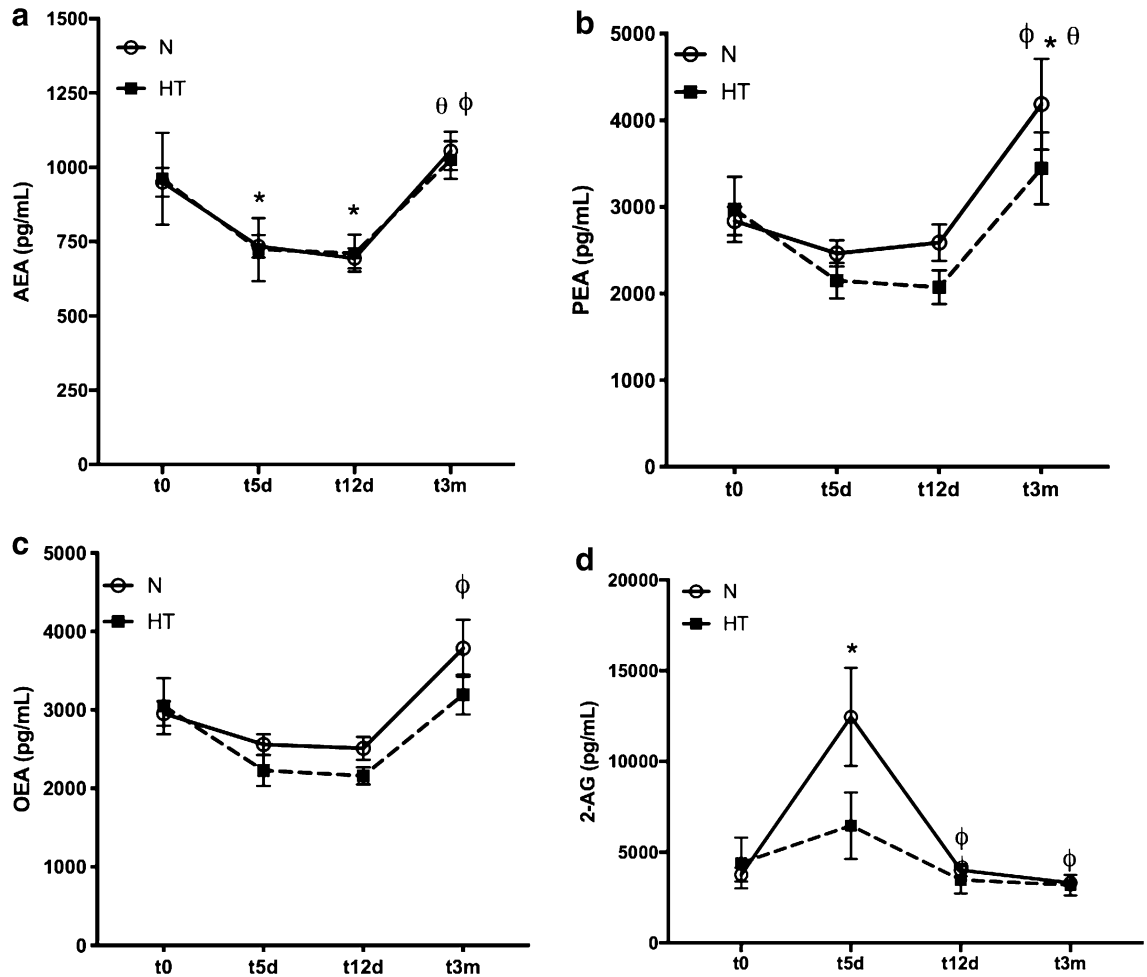 a
1500
1250
1000
750
500
250
0
AEA (pg/mL)
N
HT
*
*
θ ϕ
t0 t5d t12d t3m
b
5000
4000
3000
2000
1000
0
PEA (pg/mL)
N
HT
ϕ * θ
t0 t5d t12d t3m
c
5000
4000
3000
2000
1000
0
OEA (pg/mL)
N
HT
ϕ
t0 t5d t12d t3m
d
20000
15000
10000
5000
0
2-AG (pg/mL)
N
HT
*
ϕ
ϕ
t0 t5d t12d t3m